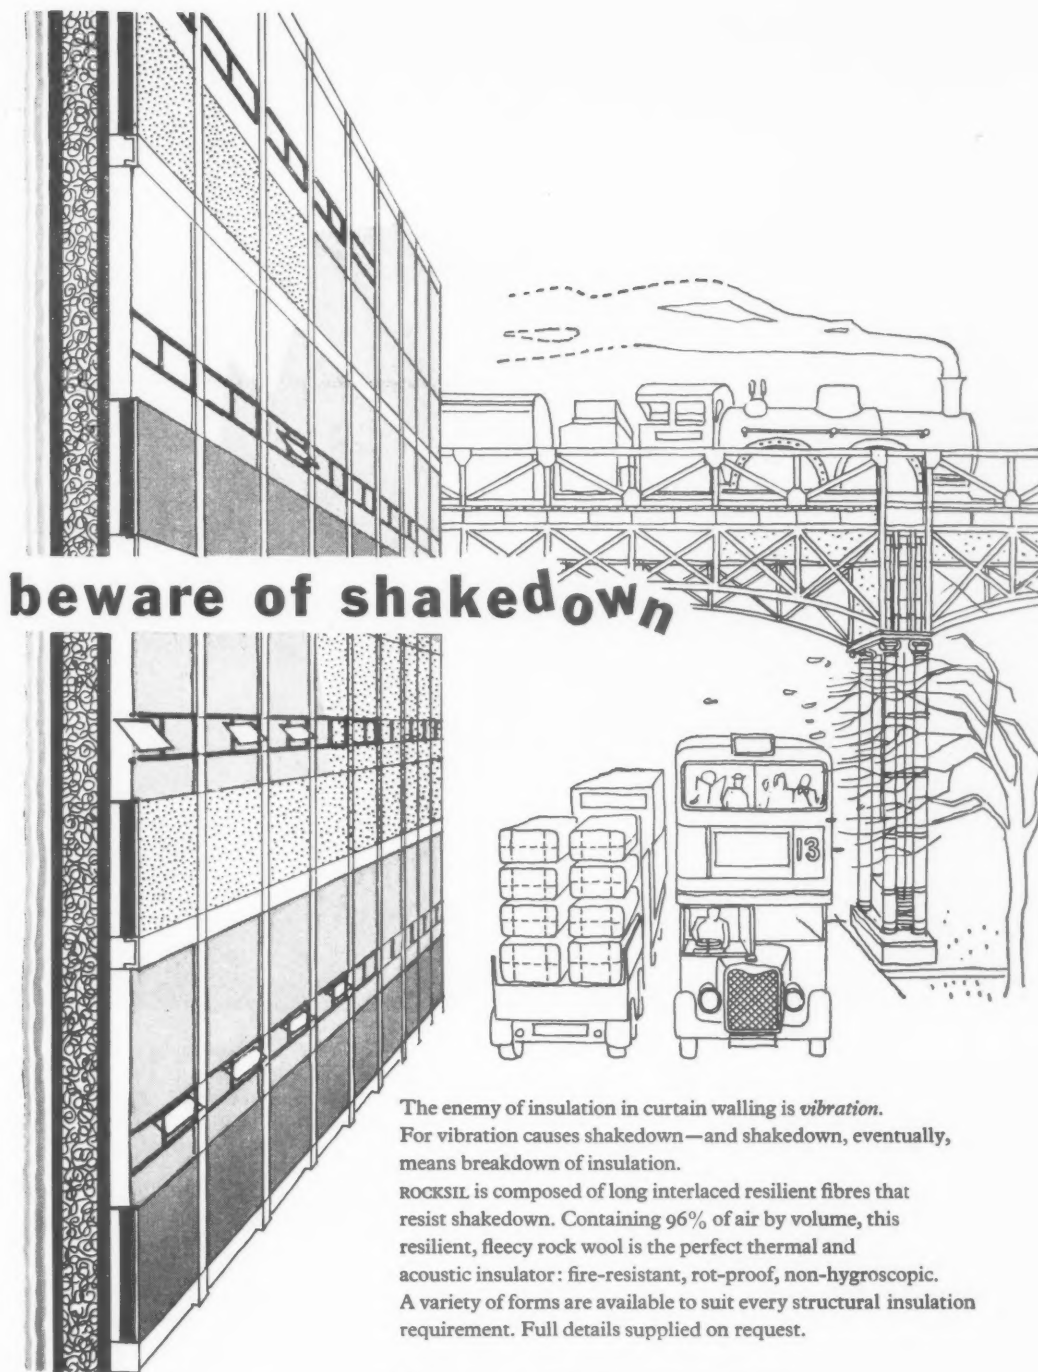 beware of shakedown
13
The enemy of insulation in curtain walling is vibration.
For vibration causes shakedown—and shakedown, eventually,
means breakdown of insulation.
ROCKSIL is composed of long interlaced resilient fibres that
resist shakedown. Containing 96% of air by volume, this
resilient, fleecy rock wool is the perfect thermal and
acoustic insulator: fire-resistant, rot-proof, non-hygroscopic.
A variety of forms are available to suit every structural insulation
requirement. Full details supplied on request.